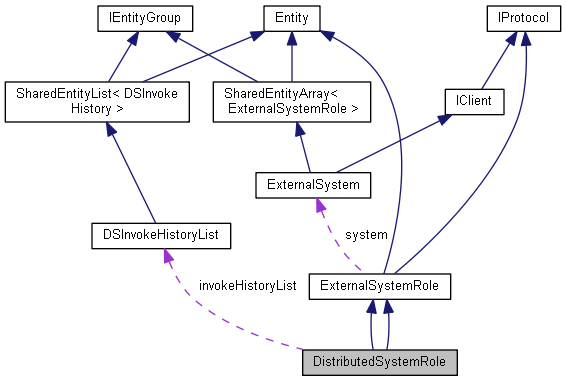 IEntityGroup
Entity
IProtocol
SharedEntityList< DSInvoke
History >
SharedEntityArray<
ExternalSystemRole >
IClient
ExternalSystem
DSInvokeHistoryList
system
invokeHistoryList
ExternalSystemRole
DistributedSystemRole